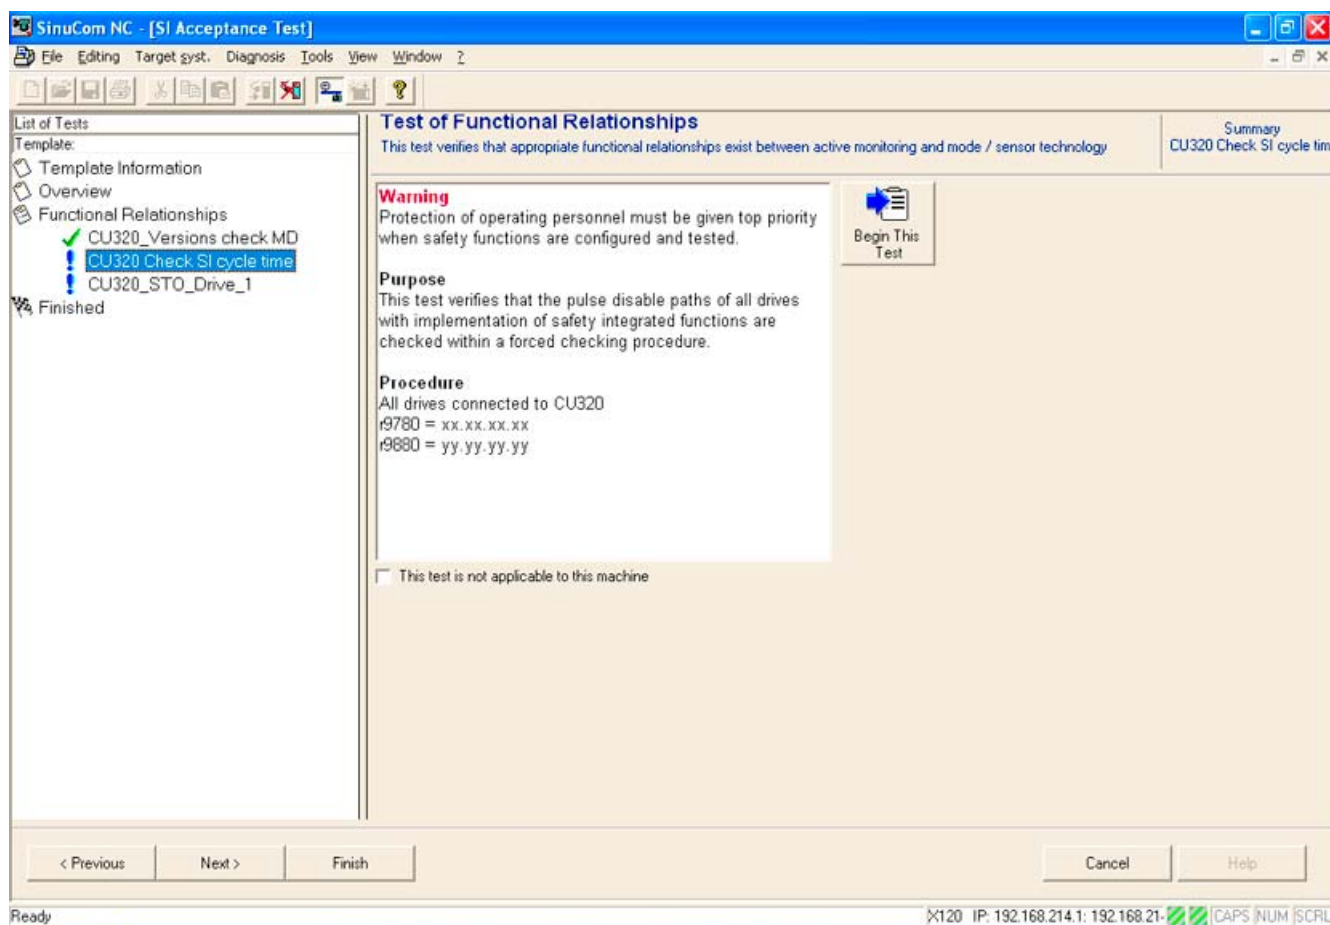 SinuCom NC - [SI Acceptance Test]
File Editing Target syst. Diagnosis Tools View Window ?
List of Tests
Template:
Template Information
Overview
Functional Relationships
CU320_Versions check MD
CU320 Check SI cycle time
CU320_STO_Drive_1
Finished
Test of Functional Relationships
This test verifies that appropriate functional relationships exist between active monitoring and mode / sensor technology
Summary
CU320 Check SI cycle tim
Warning
Protection of operating personnel must be given top priority
when safety functions are configured and tested.
Purpose
This test verifies that the pulse disable paths of all drives
with implementation of safety integrated functions are
checked within a forced checking procedure.
Procedure
All drives connected to CU320
r9780 = xx.xx.xx.xx
r9880 = yy.yy.yy.yy
Begin This
Test
This test is not applicable to this machine
< Previous
Next >
Finish
Cancel
Help
Ready
X120 IP: 192.168.214.1: 192.168.21-
CAPS NUM SCRL